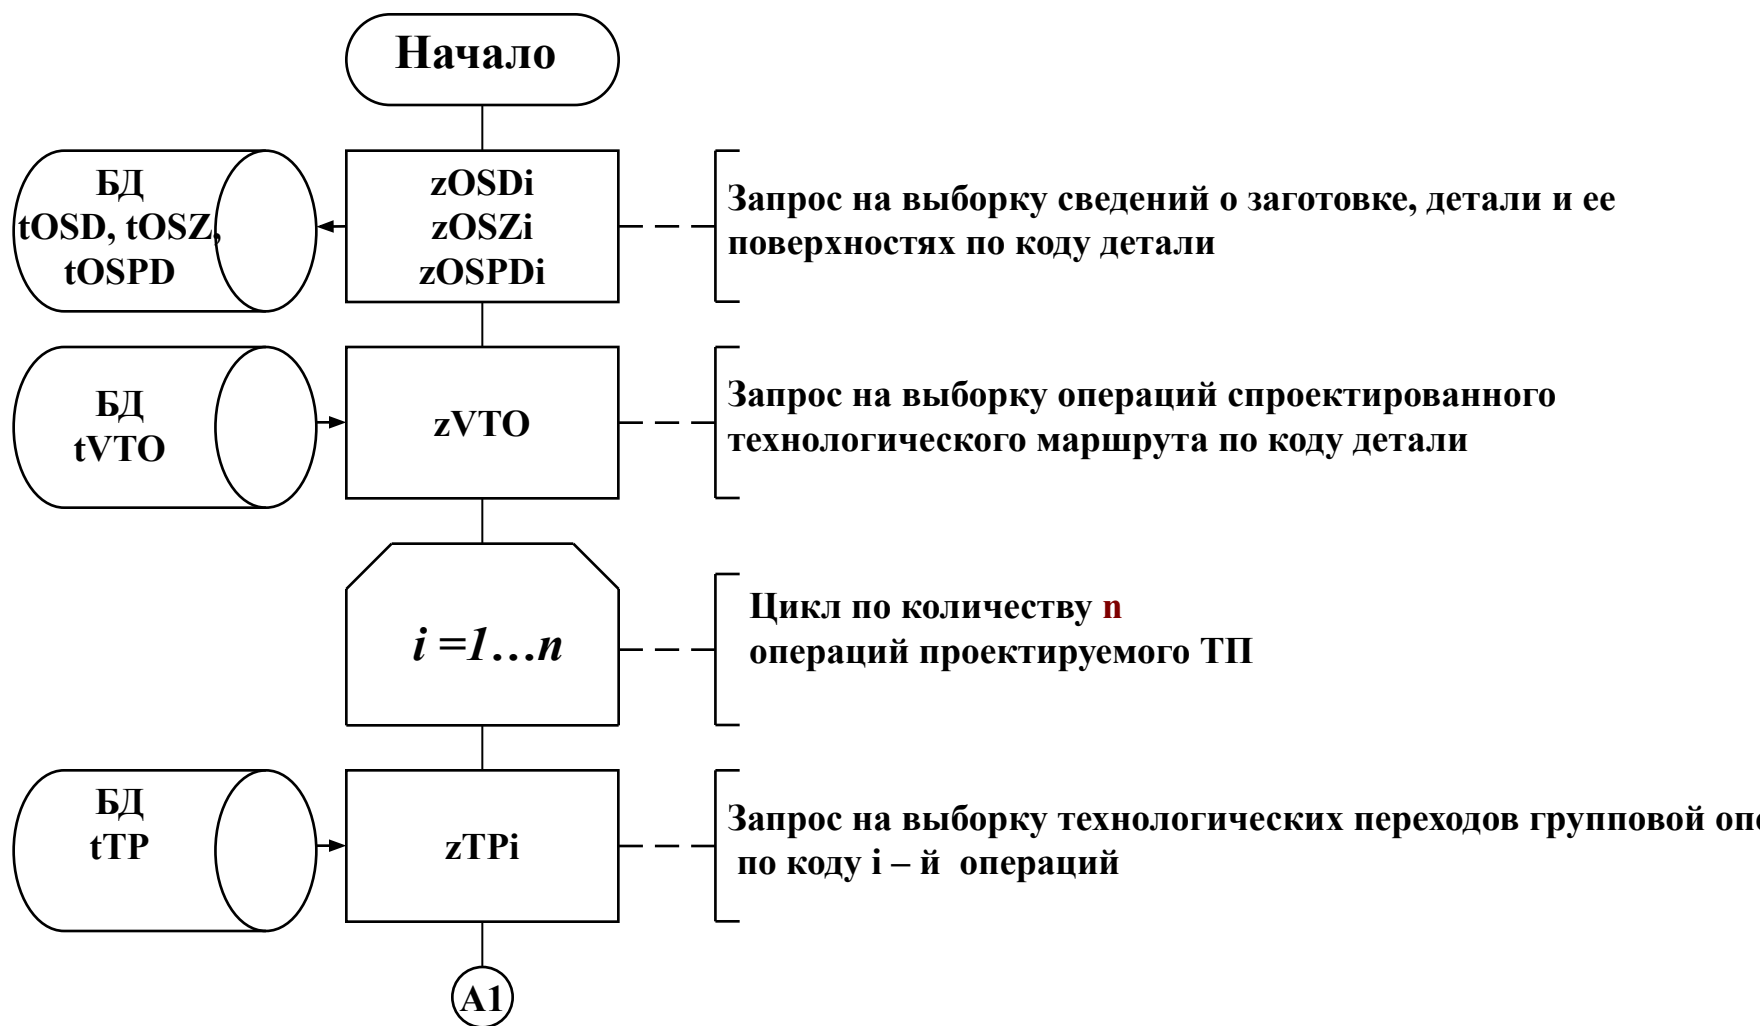 Начало
БД
tOSD, tOSZ,
tOSPD
zOSDi
zOSZi
zOSPDi
Запрос на выборку сведений о заготовке, детали и ее
поверхностях по коду детали
БД
tVTO
zVTO
Запрос на выборку операций спроектированного
технологического маршрута по коду детали
i =1…n
Цикл по количеству n
операций проектируемого ТП
БД
tTP
zTPi
Запрос на выборку технологических переходов групповой
по коду i – й операций
А1